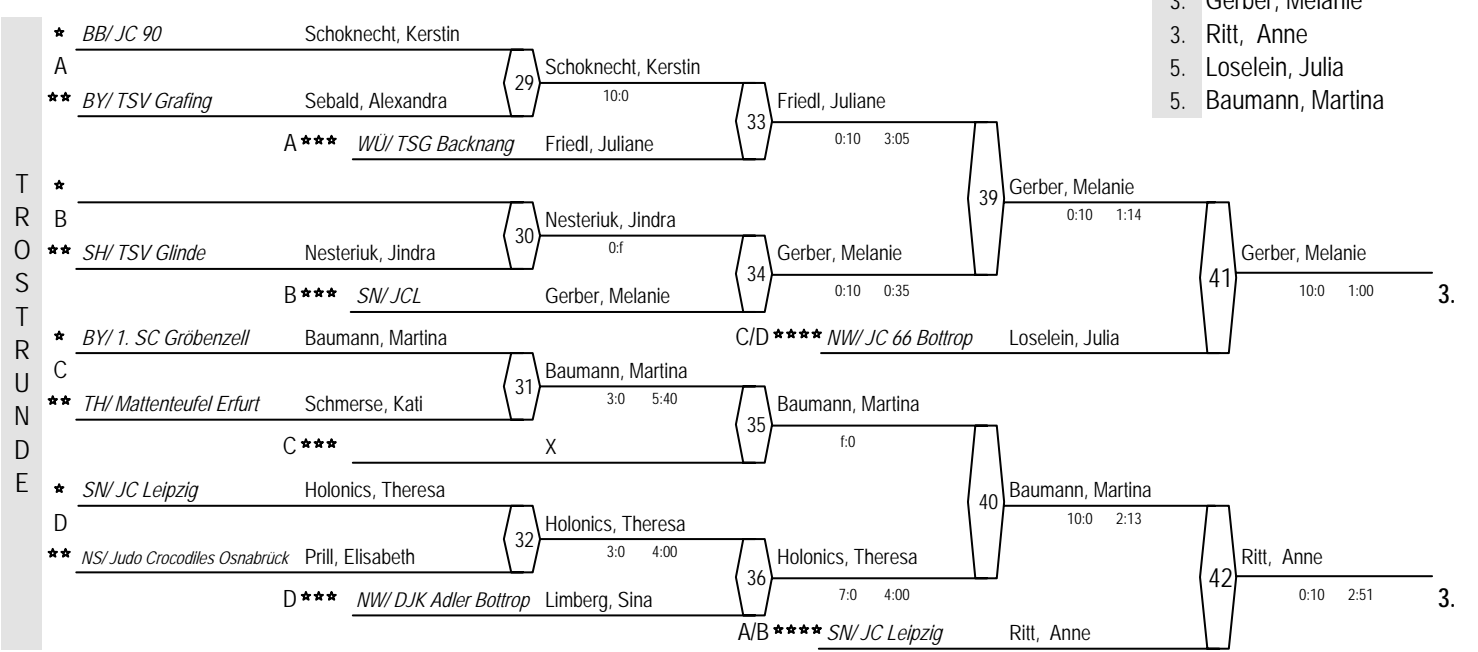 3. Gerber, Melanie
3. Ritt, Anne
5. Loselein, Julia
5. Baumann, Martina
TROSTRUNDE
* BB/ JC 90 Schoknecht, Kerstin
A
29 Schoknecht, Kerstin
10:0
** BY/ TSV Grafing Sebald, Alexandra
33 Friedl, Juliane
0:10 3:05
A *** WÜ/ TSG Backnang Friedl, Juliane
39 Gerber, Melanie
0:10 1:14
*
B
30 Nesteriuk, Jindra
0:f
** SH/ TSV Glinde Nesteriuk, Jindra
34 Gerber, Melanie
0:10 0:35
B *** SN/ JCL Gerber, Melanie
41 Gerber, Melanie
10:0 1:00 3.
C/D **** NW/ JC 66 Bottrop Loselein, Julia
* BY/ 1. SC Gröbenzell Baumann, Martina
C
31 Baumann, Martina
3:0 5:40
** TH/ Mattenteufel Erfurt Schmerse, Kati
35 Baumann, Martina
f:0
C *** X
40 Baumann, Martina
10:0 2:13
* SN/ JC Leipzig Holonics, Theresa
D
32 Holonics, Theresa
3:0 4:00
** NS/ Judo Crocodiles Osnabrück Prill, Elisabeth
36 Holonics, Theresa
7:0 4:00
D *** NW/ DJK Adler Bottrop Limberg, Sina
42 Ritt, Anne
0:10 2:51 3.
A/B **** SN/ JC Leipzig Ritt, Anne